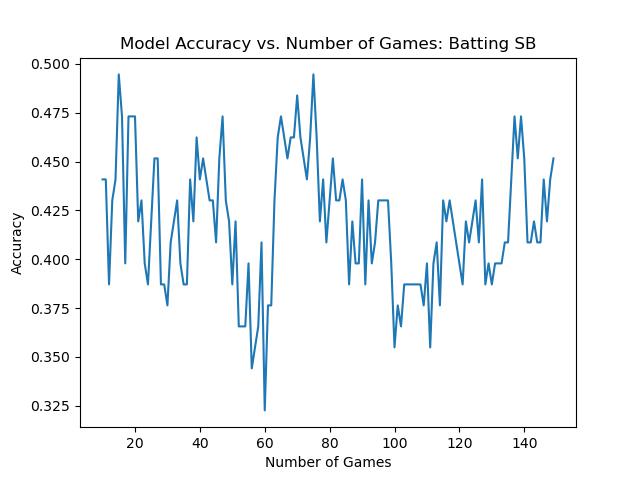 Model Accuracy vs. Number of Games: Batting SB
0.500
0.475
0.450
0.425
0.400
0.375
0.350
0.325
Accuracy
20 40 60 80 100 120 140
Number of Games